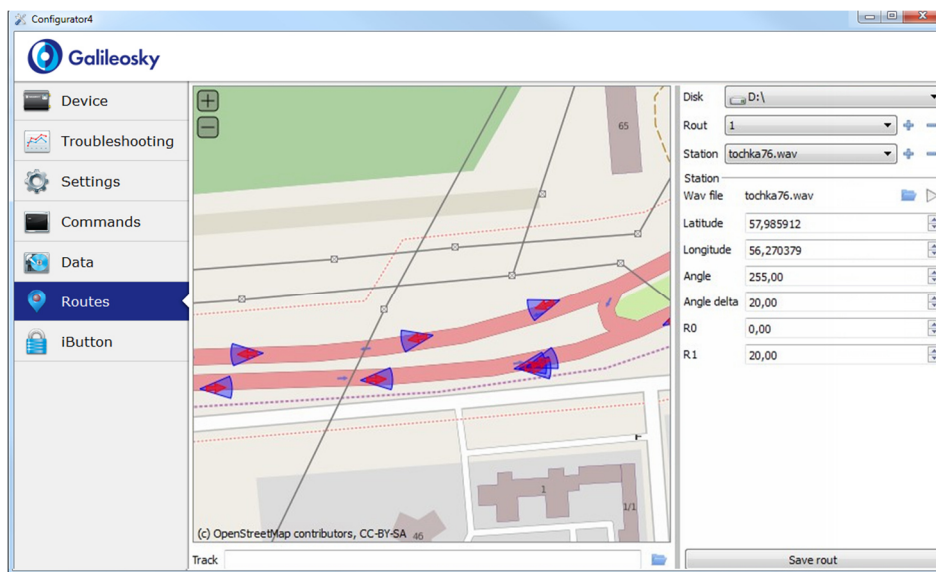 Configurator4
Galileosky
Device
Troubleshooting
Settings
Commands
Data
Routes
iButton
65
1
1/1
46
(c) OpenStreetMap contributors, CC-BY-SA
Track
Disk D:\
Rout 1
Station tochka76.wav
Station
Wav file tochka76.wav
Latitude 57,985912
Longitude 56,270379
Angle 255,00
Angle delta 20,00
R0 0,00
R1 20,00
Save rout